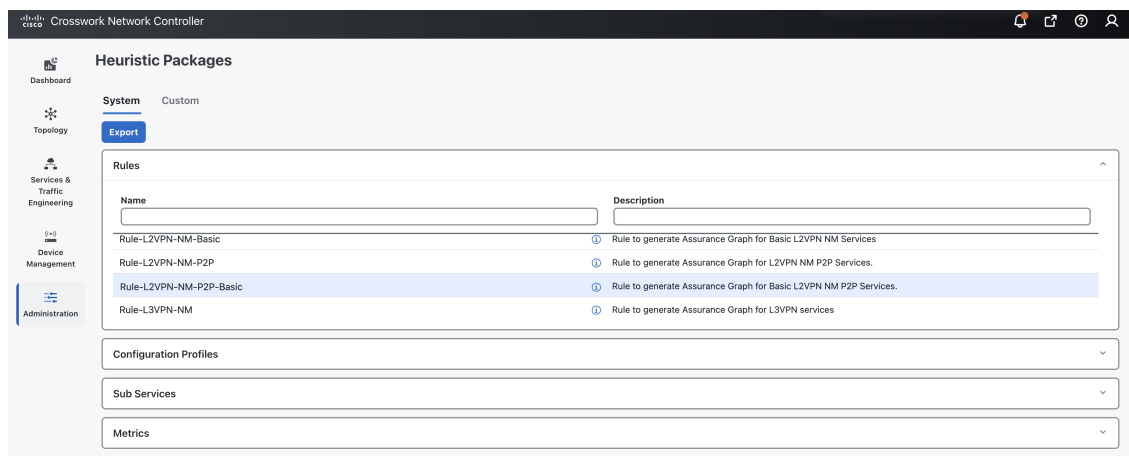 cisco Crosswork Network Controller
Dashboard
Topology
Services &
Traffic
Engineering
Device
Management
Administration
Heuristic Packages
System Custom
Export
Rules
Name Description
Rule-L2VPN-NM-Basic Rule to generate Assurance Graph for Basic L2VPN NM Services
Rule-L2VPN-NM-P2P Rule to generate Assurance Graph for L2VPN NM P2P Services.
Rule-L2VPN-NM-P2P-Basic Rule to generate Assurance Graph for Basic L2VPN NM P2P Services.
Rule-L3VPN-NM Rule to generate Assurance Graph for L3VPN services
Configuration Profiles
Sub Services
Metrics